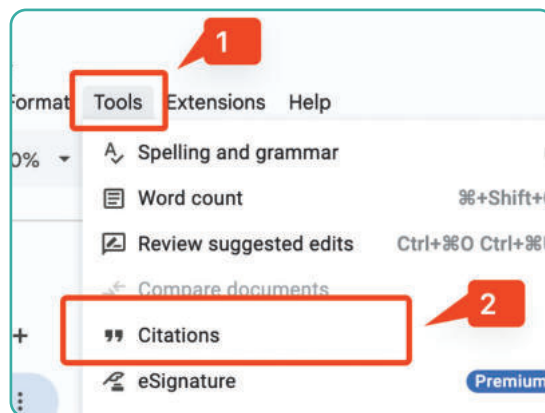 1
Format Tools Extensions Help
0% Spelling and grammar
Word count ⌘+Shift+
Review suggested edits Ctrl+⌘O Ctrl+⌘
Compare documents
2
Citations
eSignature Premium